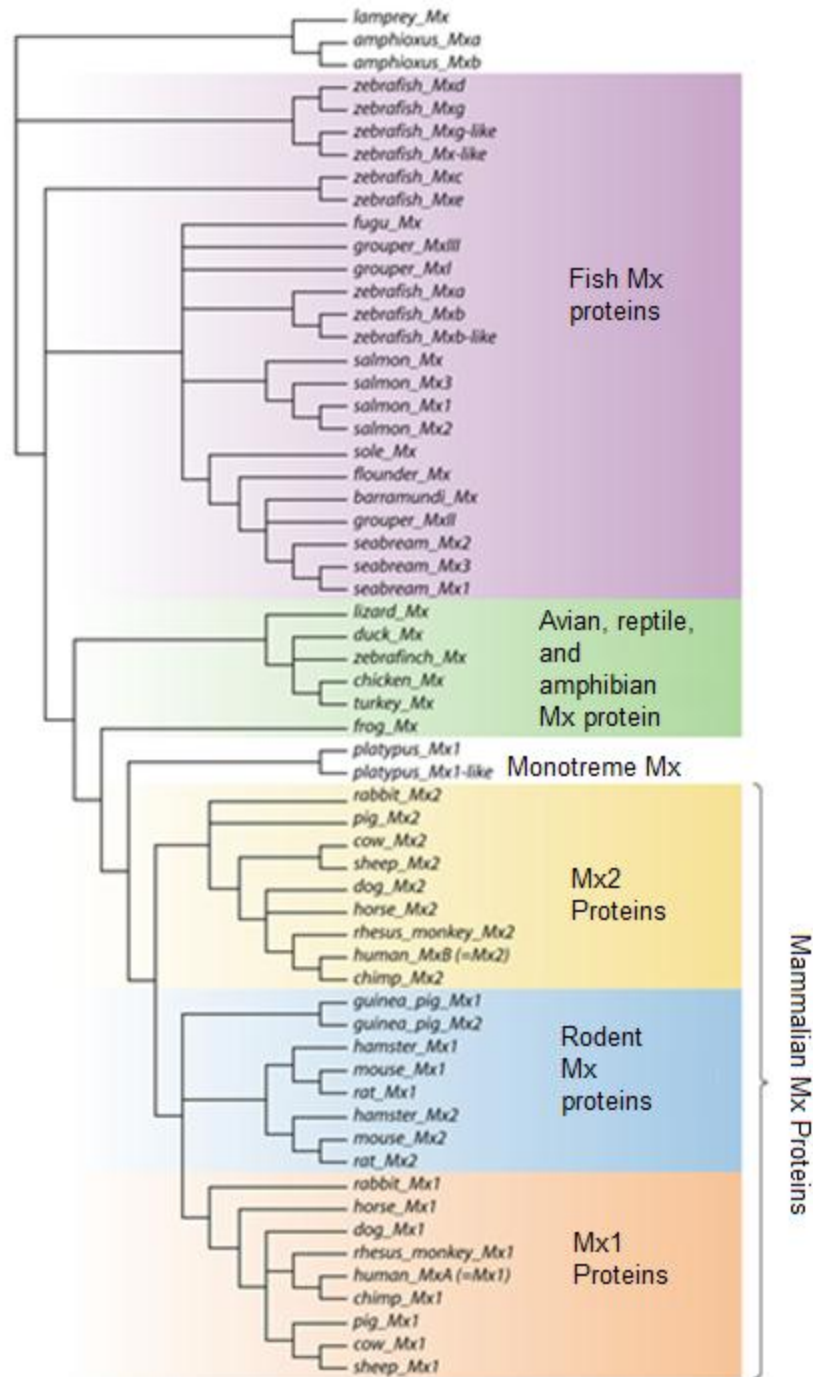 lamprey_Mx
amphioxus_Mxa
amphioxus_Mxb
zebrafish_Mxd
zebrafish_Mxg
zebrafish_Mxg-like
zebrafish_Mx-like
zebrafish_Mxc
zebrafish_Mxe
fugu_Mx
grouper_MxIII
grouper_MxI
zebrafish_Mxa
zebrafish_Mxb
zebrafish_Mxb-like
salmon_Mx
salmon_Mx3
salmon_Mx1
salmon_Mx2
sole_Mx
flounder_Mx
barramundi_Mx
grouper_MxII
seabream_Mx2
seabream_Mx3
seabream_Mx1
Fish Mx
proteins
lizard_Mx
duck_Mx
zebrafinch_Mx
chicken_Mx
turkey_Mx
frog_Mx
Avian, reptile,
and
amphibian
Mx protein
platypus_Mx1
platypus_Mx1-like
Monotreme Mx
rabbit_Mx2
pig_Mx2
cow_Mx2
sheep_Mx2
dog_Mx2
horse_Mx2
rhesus_monkey_Mx2
human_MxB (=Mx2)
chimp_Mx2
Mx2
Proteins
guinea_pig_Mx1
guinea_pig_Mx2
hamster_Mx1
mouse_Mx1
rat_Mx1
hamster_Mx2
mouse_Mx2
rat_Mx2
Rodent
Mx
proteins
rabbit_Mx1
horse_Mx1
dog_Mx1
rhesus_monkey_Mx1
human_MxA (=Mx1)
chimp_Mx1
pig_Mx1
cow_Mx1
sheep_Mx1
Mx1
Proteins
Mammalian Mx Proteins